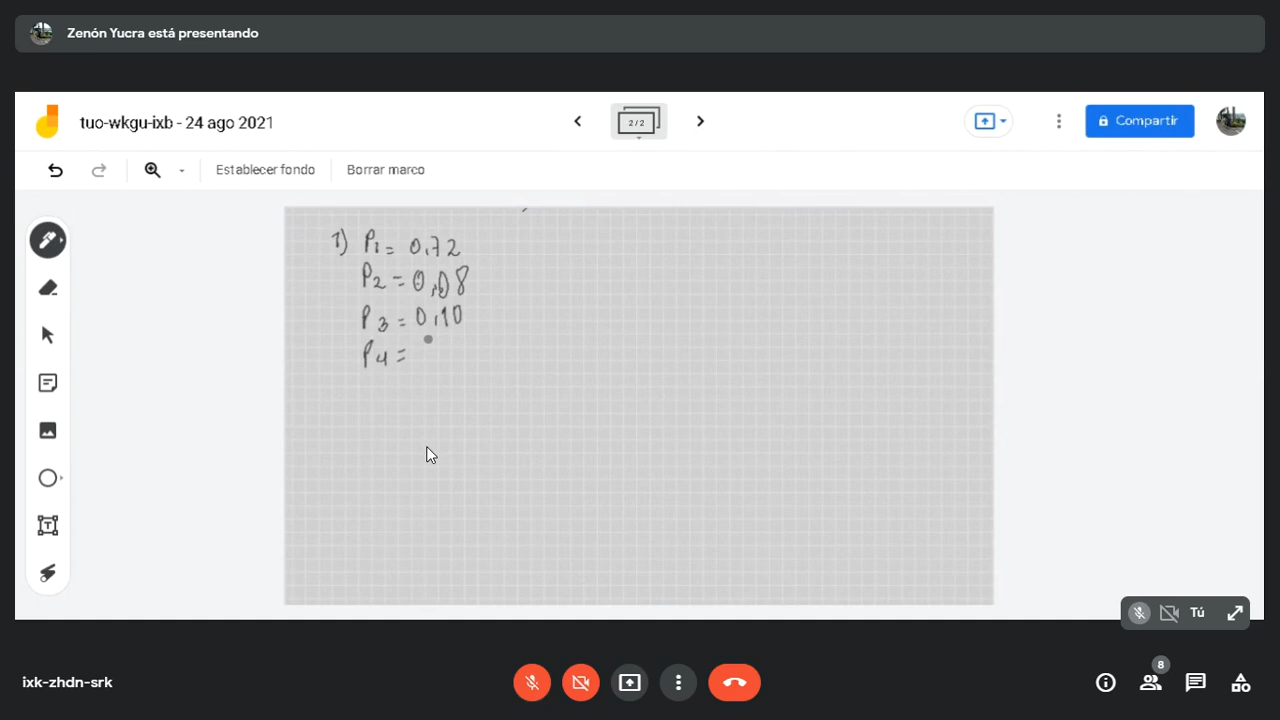 Zenón Yucra está presentando
tuo-wkgu-ixb - 24 ago 2021
2/2
Compartir
Establecer fondo
Borrar marco
1) P1 = 0,72
P2 = 0,08
P3 = 0,10
P4 =
Tú
ixk-zhdn-srk
8